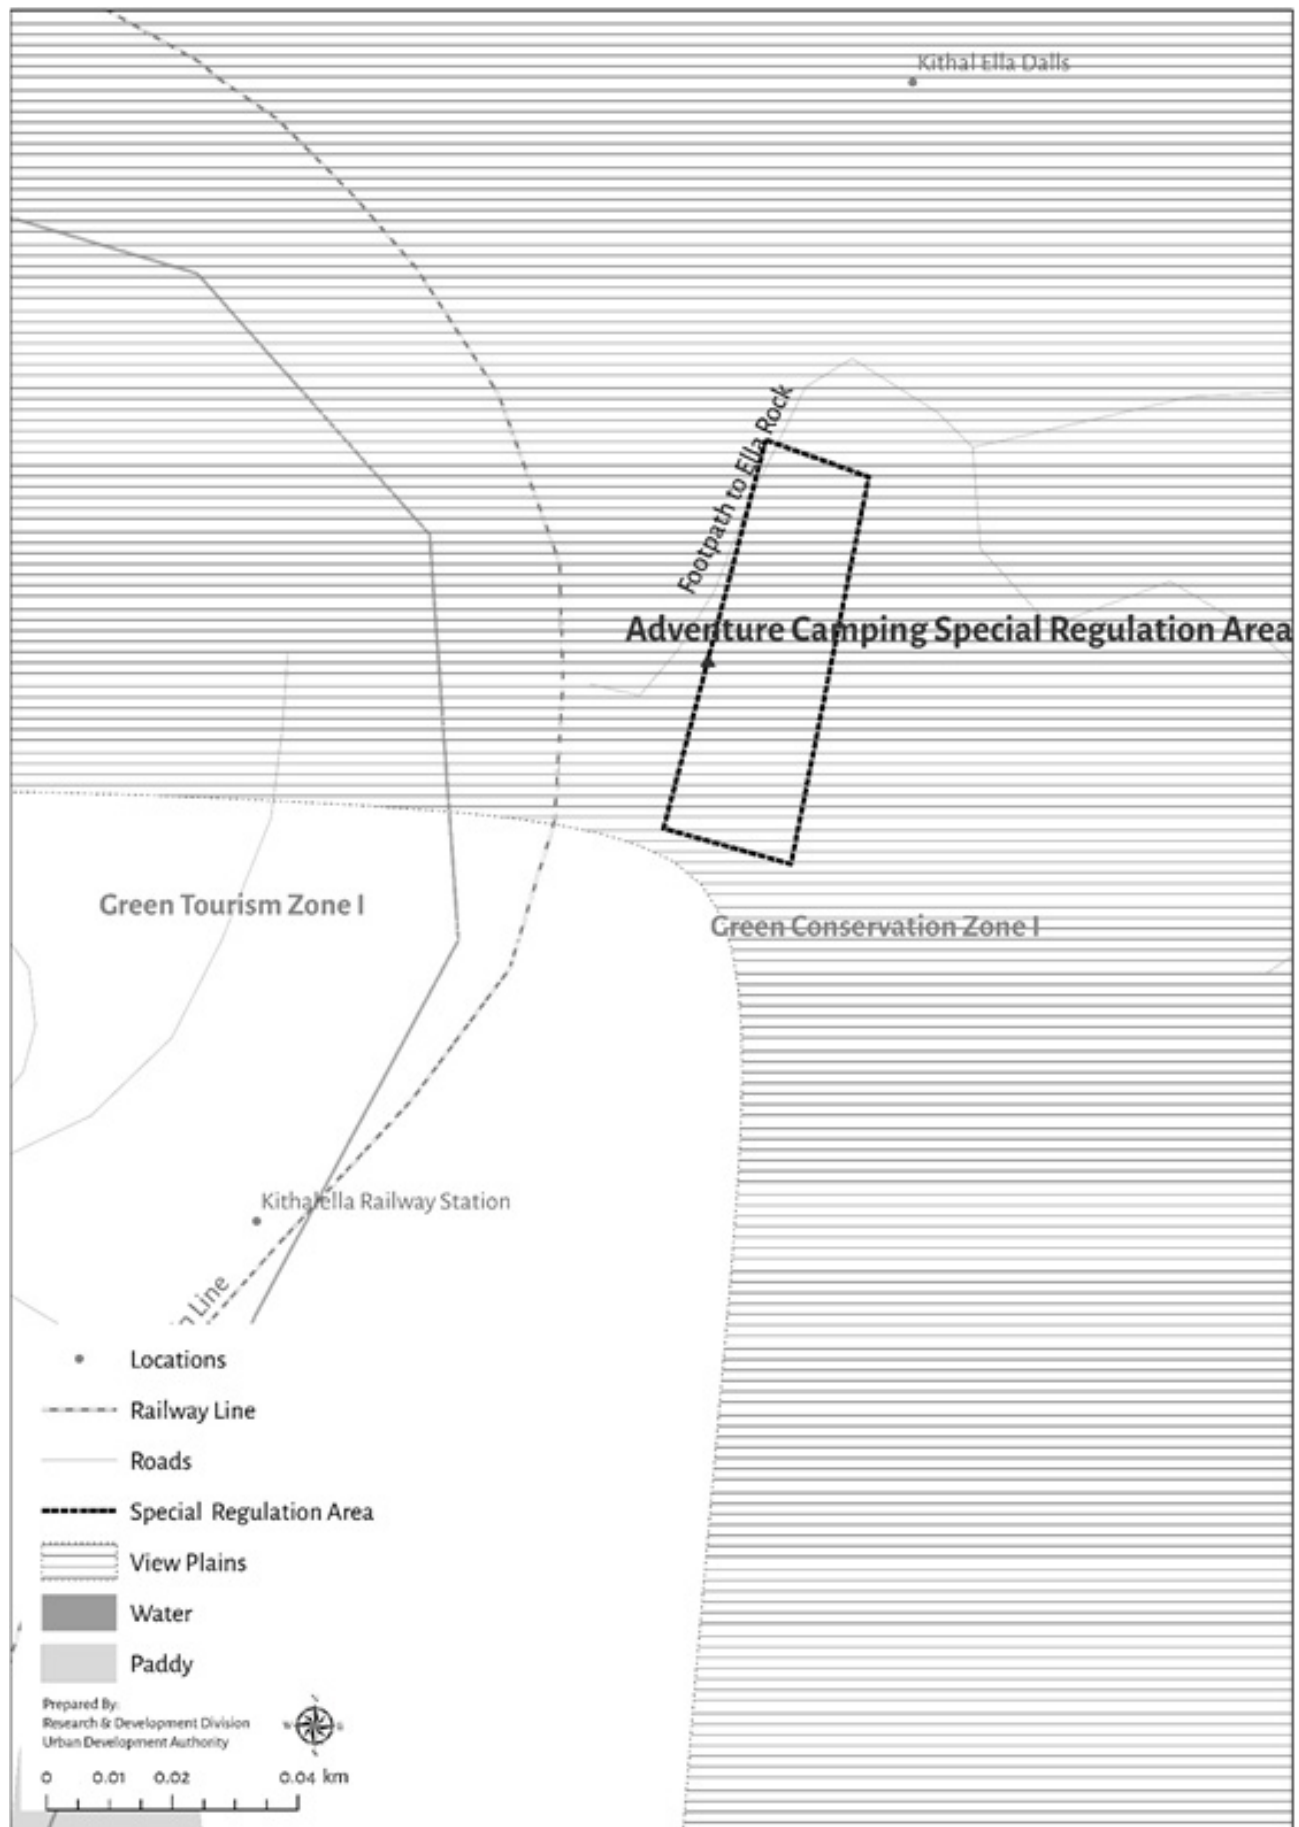 Kithal Ella Dalls
Footpath to Ella Rock
Adventure Camping Special Regulation Area
Green Tourism Zone I
Green Conservation Zone I
Kithalella Railway Station
n Line
Locations
Railway Line
Roads
Special Regulation Area
View Plains
Water
Paddy
Prepared By:
Research & Development Division
Urban Development Authority
0 0.01 0.02 0.04 km